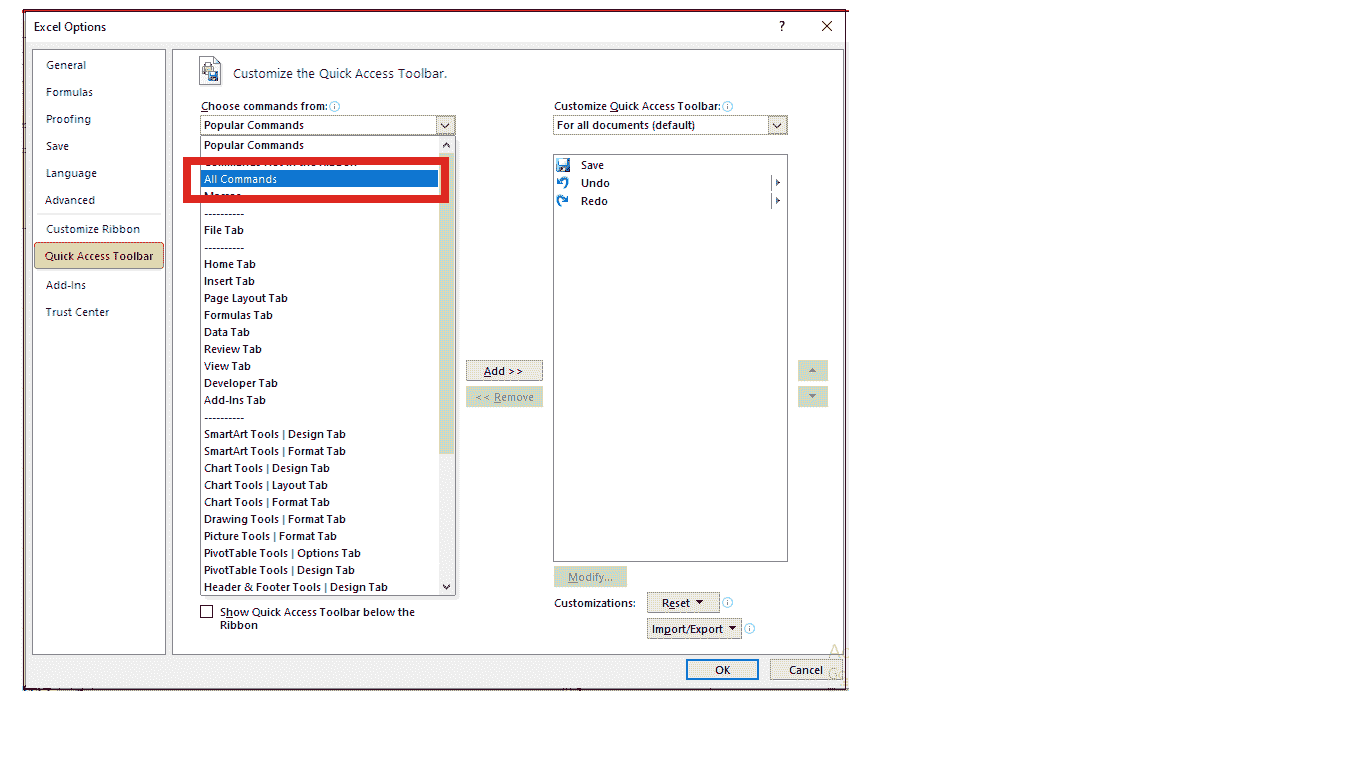 Excel Options
?
General
Formulas
Proofing
Save
Language
Advanced
Customize Ribbon
Quick Access Toolbar
Add-Ins
Trust Center
Customize the Quick Access Toolbar.
Choose commands from:
Popular Commands
Popular Commands
All Commands
----------
File Tab
----------
Home Tab
Insert Tab
Page Layout Tab
Formulas Tab
Data Tab
Review Tab
View Tab
Developer Tab
Add-Ins Tab
----------
SmartArt Tools | Design Tab
SmartArt Tools | Format Tab
Chart Tools | Design Tab
Chart Tools | Layout Tab
Chart Tools | Format Tab
Drawing Tools | Format Tab
Picture Tools | Format Tab
PivotTable Tools | Options Tab
PivotTable Tools | Design Tab
Header & Footer Tools | Design Tab
Show Quick Access Toolbar below the
Ribbon
Add >>
<< Remove
Customize Quick Access Toolbar:
For all documents (default)
Save
Undo
Redo
Modify...
Customizations:
Reset
Import/Export
OK
Cancel